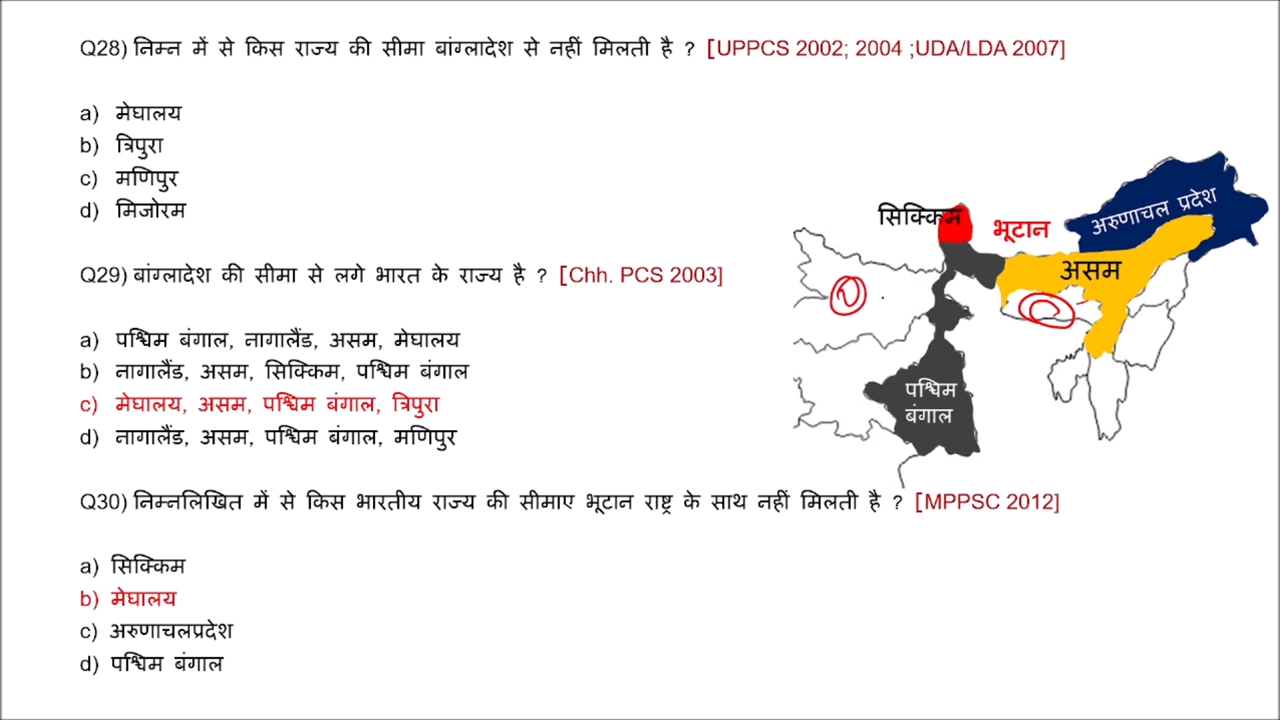 Q28) निम्न में से किस राज्य की सीमा बांग्लादेश से नहीं मिलती है ? [UPPCS 2002; 2004 ;UDA/LDA 2007]
a) मेघालय
b) त्रिपुरा
c) मणिपुर
d) मिजोरम
Q29) बांग्लादेश की सीमा से लगे भारत के राज्य है ? [Chh. PCS 2003]
a) पश्चिम बंगाल, नागालैंड, असम, मेघालय
b) नागालैंड, असम, सिक्किम, पश्चिम बंगाल
c) मेघालय, असम, पश्चिम बंगाल, त्रिपुरा
d) नागालैंड, असम, पश्चिम बंगाल, मणिपुर
Q30) निम्नलिखित में से किस भारतीय राज्य की सीमाए भूटान राष्ट्र के साथ नहीं मिलती है ? [MPPSC 2012]
a) सिक्किम
b) मेघालय
c) अरुणाचलप्रदेश
d) पश्चिम बंगाल
सिक्किम
भूटान
अरुणाचल प्रदेश
असम
पश्चिम
बंगाल